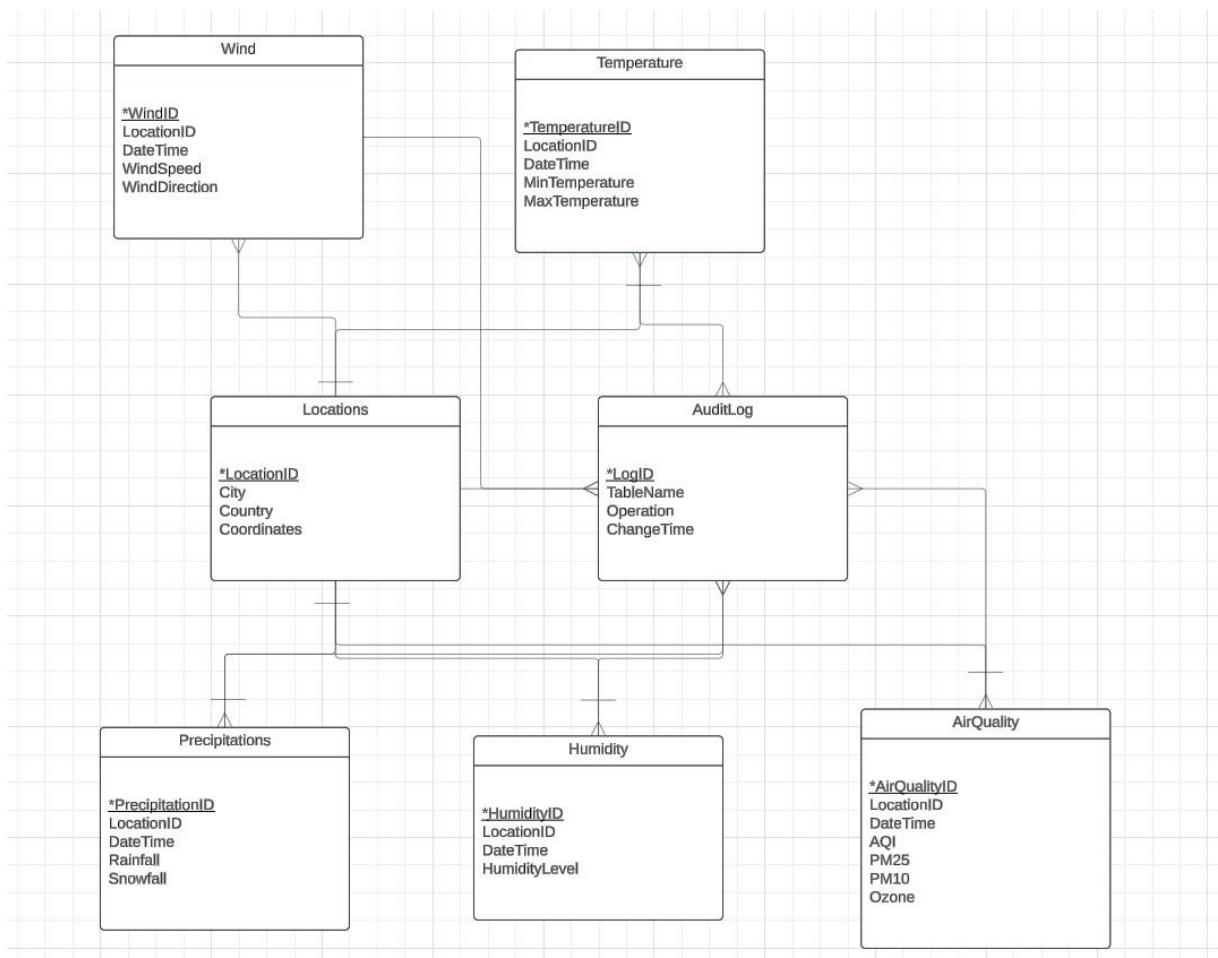 Wind
*WindID
LocationID
DateTime
WindSpeed
WindDirection
Temperature
*TemperatureID
LocationID
DateTime
MinTemperature
MaxTemperature
Locations
*LocationID
City
Country
Coordinates
AuditLog
*LogID
TableName
Operation
ChangeTime
Precipitations
*PrecipitationID
LocationID
DateTime
Rainfall
Snowfall
Humidity
*HumidityID
LocationID
DateTime
HumidityLevel
AirQuality
*AirQualityID
LocationID
DateTime
AQI
PM25
PM10
Ozone